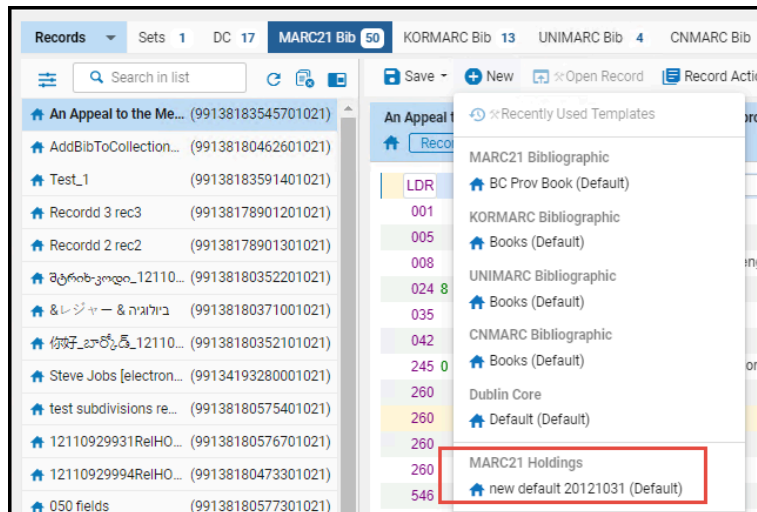 Records Sets 1 DC 17 MARC21 Bib 50 KORMARC Bib 13 UNIMARC Bib 4 CNMARC Bib
Search in list
Save New Open Record Record Actio
An Appeal to the Me... (99138183545701021)
AddBibToCollection... (99138180462601021)
Test_1 (99138183591401021)
Recordd 3 rec3 (99138178901201021)
Recordd 2 rec2 (99138178901301021)
შტრიხ-კოდი_12110... (99138180352201021)
&レジャー & ביולוגיה (99138180371001021)
(99138180352101021)
Steve Jobs [electron... (99134193280001021)
test subdivisions re... (99138180575401021)
12110929931RelHO... (99138180576701021)
12110929994RelHO... (99138180473301021)
050 fields (99138180577301021)
An Appeal t
Recor
LDR
001
005
008
024 8
035
042
245 0
260
260
260
260
546
Recently Used Templates
MARC21 Bibliographic
BC Prov Book (Default)
KORMARC Bibliographic
Books (Default)
UNIMARC Bibliographic
Books (Default)
CNMARC Bibliographic
Books (Default)
Dublin Core
Default (Default)
MARC21 Holdings
new default 20121031 (Default)